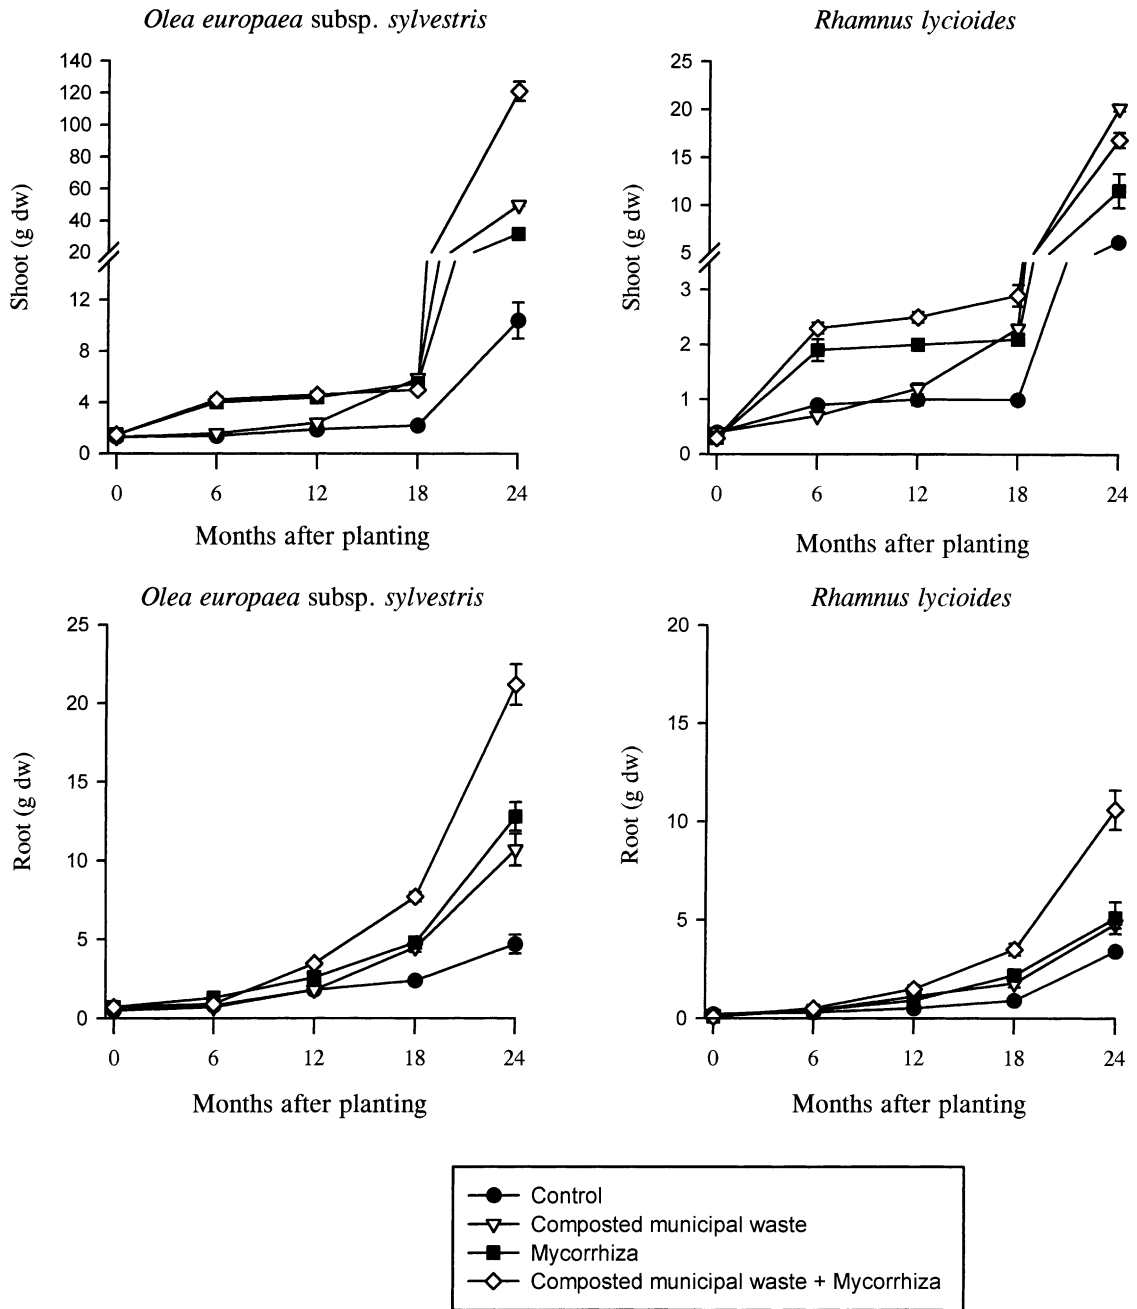 Olea europaea subsp. sylvestris
Rhamnus lycioides
140
120
100
80
60
40
20
12
8
4
0
Shoot (g dw)
0 6 12 18 24
Months after planting
25
20
15
10
5
3
2
1
0
Shoot (g dw)
0 6 12 18 24
Months after planting
Olea europaea subsp. sylvestris
Rhamnus lycioides
25
20
15
10
5
0
Root (g dw)
0 6 12 18 24
Months after planting
20
15
10
5
0
Root (g dw)
0 6 12 18 24
Months after planting
Control
Composted municipal waste
Mycorrhiza
Composted municipal waste + Mycorrhiza